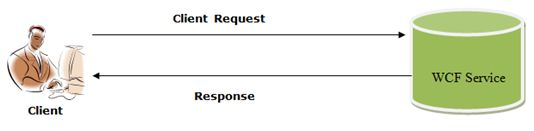 Client Request
WCF Service
Response
Client